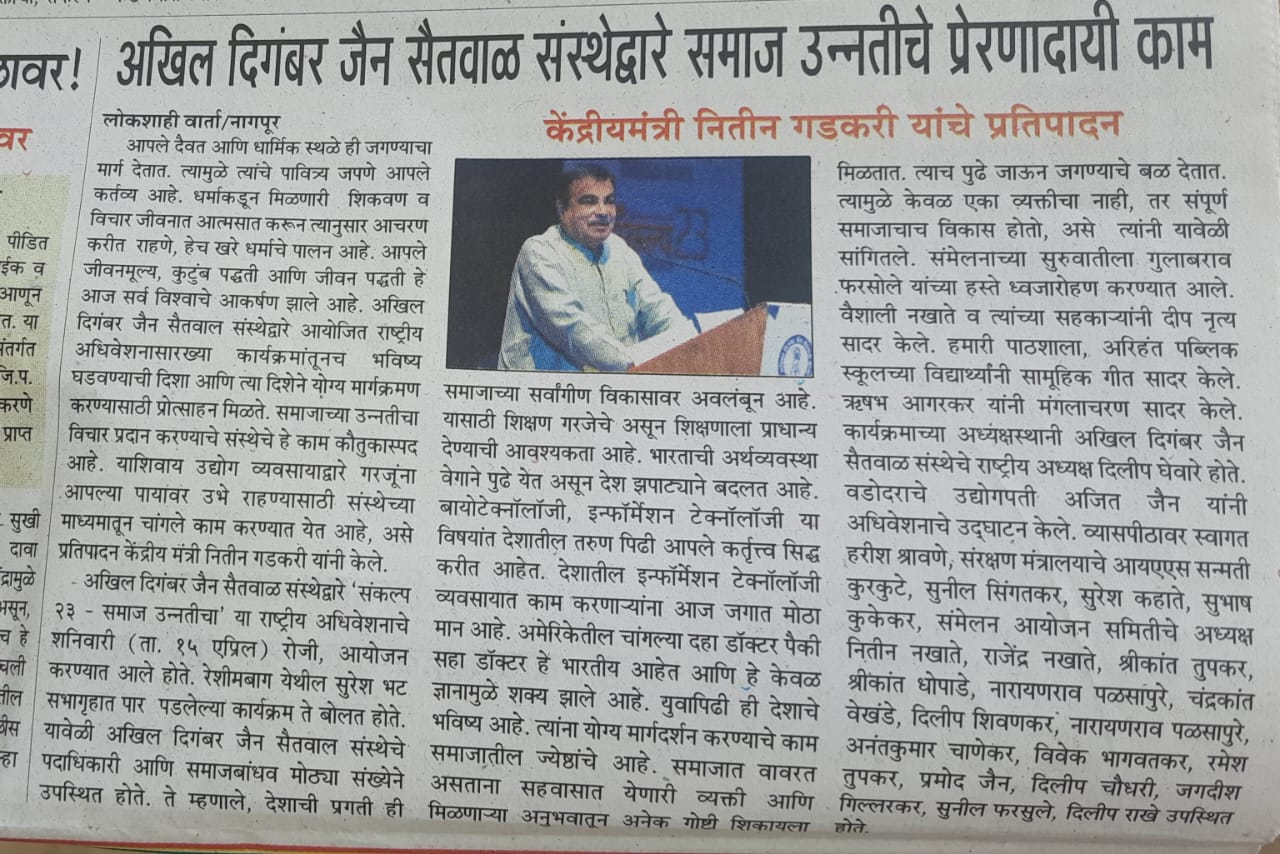 अखिल दिगंबर जैन सैतवाळ संस्थेद्वारे समाज उन्नतीचे प्रेरणादायी काम
केंद्रीयमंत्री नितीन गडकरी यांचे प्रतिपादन
लोकशाही वार्ता/नागपूर
आपले दैवत आणि धार्मिक स्थळे ही जगण्याचा
मार्ग देतात. त्यामुळे त्यांचे पावित्र्य जपणे आपले
कर्तव्य आहे. धर्माकडून मिळणारी शिकवण व
विचार जीवनात आत्मसात करून त्यानुसार आचरण
करीत राहणे, हेच खरे धर्माचे पालन आहे. आपले
जीवनमूल्य, कुटुंब पद्धती आणि जीवन पद्धती हे
आज सर्व विश्वाचे आकर्षण झाले आहे. अखिल
दिगंबर जैन सैतवाल संस्थेद्वारे आयोजित राष्ट्रीय
अधिवेशनासारख्या कार्यक्रमांतूनच भविष्य
घडवण्याची दिशा आणि त्या दिशेने योग्य मार्गक्रमण
करण्यासाठी प्रोत्साहन मिळते. समाजाच्या उन्नतीचा
विचार प्रदान करण्याचे संस्थेचे हे काम कौतुकास्पद
आहे. याशिवाय उद्योग व्यवसायाद्वारे गरजूंना
आपल्या पायांवर उभे राहण्यासाठी संस्थेच्या
माध्यमातून चांगले काम करण्यात येत आहे, असे
प्रतिपादन केंद्रीय मंत्री नितीन गडकरी यांनी केले.
अखिल दिगंबर जैन सैतवाळ संस्थेद्वारे ‘संकल्प
२३ - समाज उन्नतीचा’ या राष्ट्रीय अधिवेशनाचे
शनिवारी (ता. १५ एप्रिल) रोजी, आयोजन
करण्यात आले होते. रेशीमबाग येथील सुरेश भट
सभागृहात पार पडलेल्या कार्यक्रम ते बोलत होते.
यावेळी अखिल दिगंबर जैन सैतवाळ संस्थेचे
पदाधिकारी आणि समाजबांधव मोठ्या संख्येने
उपस्थित होते. ते म्हणाले, देशाची प्रगती ही
समाजाच्या सर्वांगीण विकासावर अवलंबून आहे.
यासाठी शिक्षण गरजेचे असून शिक्षणाला प्राधान्य
देण्याची आवश्यकता आहे. भारताची अर्थव्यवस्था
वेगाने पुढे येत असून देश झपाट्याने बदलत आहे.
बायोटेक्नॉलॉजी, इन्फॉर्मेशन टेक्नॉलॉजी या
विषयांत देशातील तरुण पिढी आपले कर्तृत्त्व सिद्ध
करीत आहेत. देशातील इन्फॉर्मेशन टेक्नॉलॉजी
व्यवसायात काम करणाऱ्यांना आज जगात मोठा
मान आहे. अमेरिकेतील चांगल्या दहा डॉक्टर पैकी
सहा डॉक्टर हे भारतीय आहेत आणि हे केवळ
ज्ञानामुळे शक्य झाले आहे. युवापिढी ही देशाचे
भविष्य आहे. त्यांना योग्य मार्गदर्शन करण्याचे काम
समाजातील ज्येष्ठांचे आहे. समाजात वावरत
असताना सहवासात येणारी व्यक्ती आणि
मिळणाऱ्या अनुभवातून अनेक गोष्टी शिकायला
मिळतात. त्याच पुढे जाऊन जगण्याचे बळ देतात.
त्यामुळे केवळ एका व्यक्तीचा नाही, तर संपूर्ण
समाजाचाच विकास होतो, असे त्यांनी यावेळी
सांगितले. संमेलनाच्या सुरुवातीला गुलाबराव
फरसोले यांच्या हस्ते ध्वजारोहण करण्यात आले.
वैशाली नखाते व त्यांच्या सहकाऱ्यांनी दीप नृत्य
सादर केले. हमारी पाठशाला, अरिहंत पब्लिक
स्कूलच्या विद्यार्थ्यांनी सामूहिक गीत सादर केले.
ऋषभ आगरकर यांनी मंगलाचरण सादर केले.
कार्यक्रमाच्या अध्यक्षस्थानी अखिल दिगंबर जैन
सैतवाळ संस्थेचे राष्ट्रीय अध्यक्ष दिलीप घेवारे होते.
वडोदराचे उद्योगपती अजित जैन यांनी
अधिवेशनाचे उद्घाटन केले. व्यासपीठावर स्वागत
हरीश श्रावणे, संरक्षण मंत्रालयाचे आयएएस सन्मती
कुरकुटे, सुनील सिंगतकर, सुरेश कहाते, सुभाष
कुकेकर, संमेलन आयोजन समितीचे अध्यक्ष
नितीन नखाते, राजेंद्र नखाते, श्रीकांत तुपकर,
श्रीकांत धोपाडे, नारायणराव पळसापुरे, चंद्रकांत
वेखंडे, दिलीप शिवणकर, नारायणराव पळसापुरे,
अनंतकुमार चाणेकर, विवेक भागवतकर, रमेश
तुपकर, प्रमोद जैन, दिलीप चौधरी, जगदीश
गिल्लरकर, सुनील फरसुले, दिलीप राखे उपस्थित
होते.